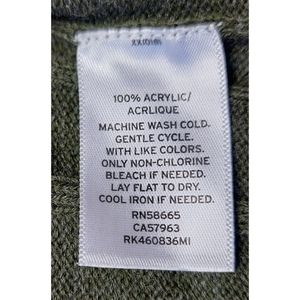 100% ACRYLIC/
ACRLIQUE
MACHINE WASH COLD.
GENTLE CYCLE.
WITH LIKE COLORS.
ONLY NON-CHLORINE
BLEACH IF NEEDED.
LAY FLAT TO DRY.
COOL IRON IF NEEDED.
RN58665
CA57963
RK460836MI